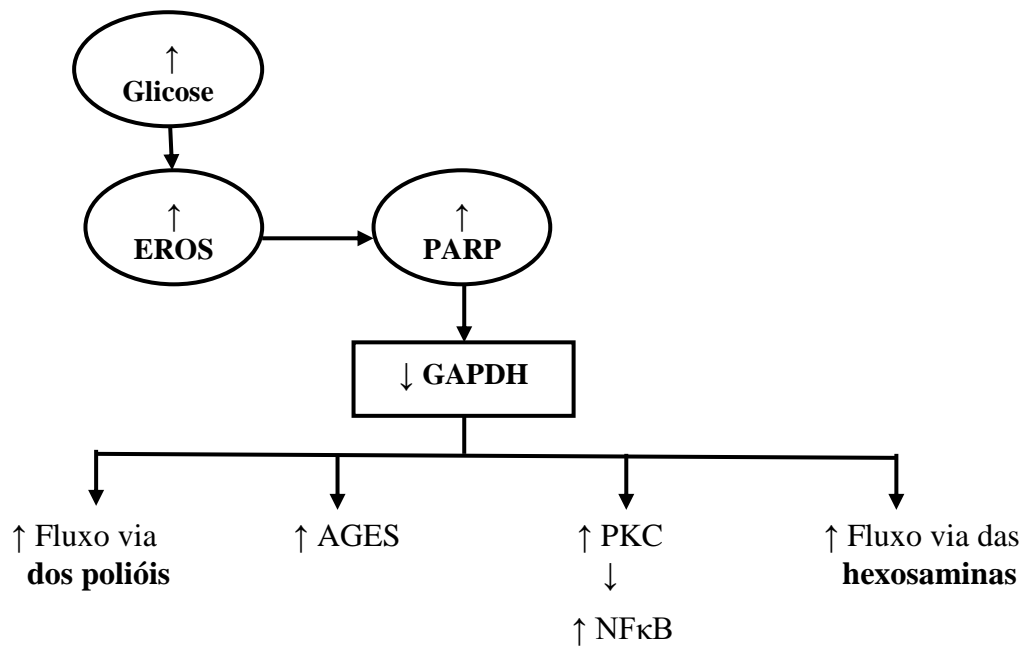 ↑
Glicose
↑
EROS
↑
PARP
↓ GAPDH
↑ Fluxo via
dos polióis
↑ AGES
↑ PKC
↓
↑ NFκB
↑ Fluxo via das
hexosaminas